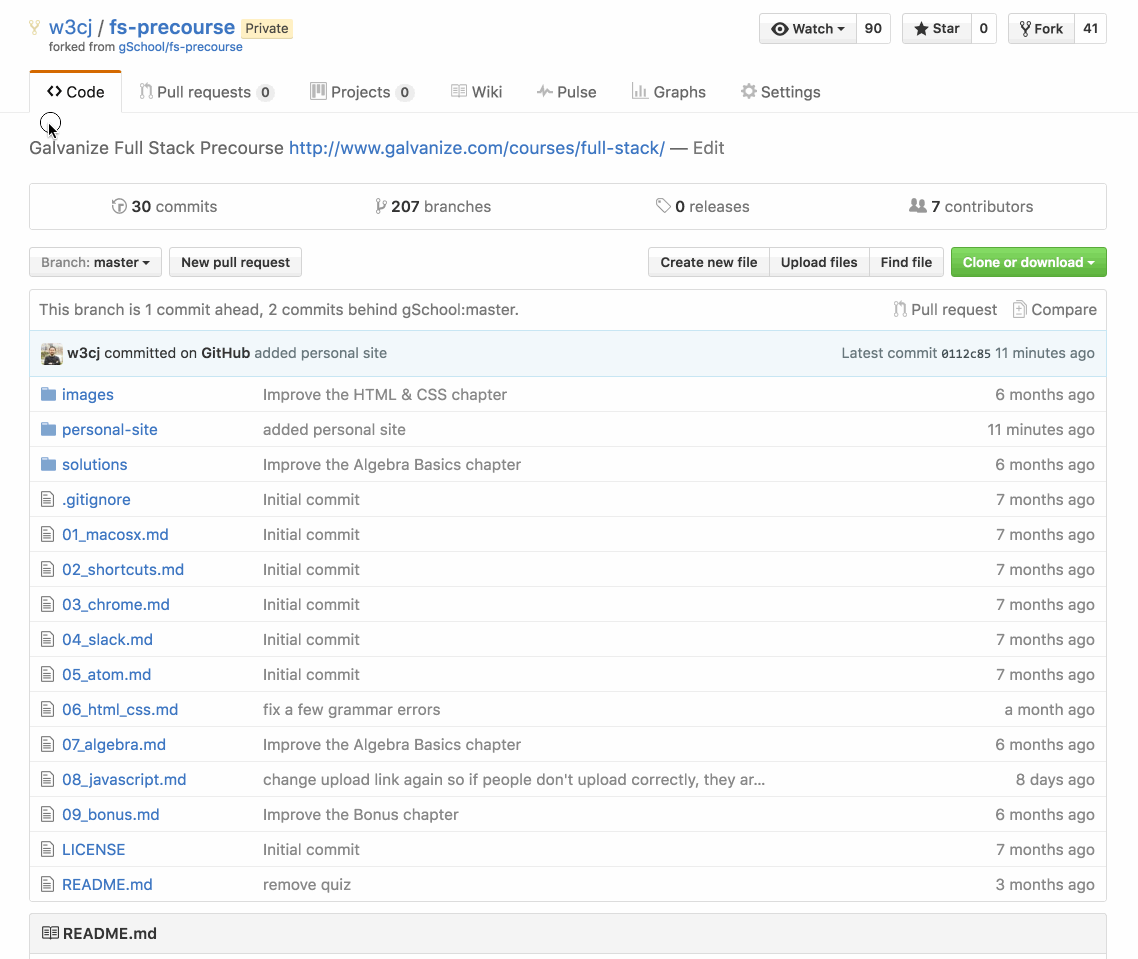 w3cj / fs-precourse Private
forked from gSchool/fs-precourse
Watch 90 Star 0 Fork 41
Code Pull requests 0 Projects 0 Wiki Pulse Graphs Settings
Galvanize Full Stack Precourse http://www.galvanize.com/courses/full-stack/ — Edit
30 commits 207 branches 0 releases 7 contributors
Branch: master New pull request Create new file Upload files Find file Clone or download
This branch is 1 commit ahead, 2 commits behind gSchool:master. Pull request Compare
w3cj committed on GitHub added personal site Latest commit 0112c85 11 minutes ago
images Improve the HTML & CSS chapter 6 months ago
personal-site added personal site 11 minutes ago
solutions Improve the Algebra Basics chapter 6 months ago
.gitignore Initial commit 7 months ago
01_macosx.md Initial commit 7 months ago
02_shortcuts.md Initial commit 7 months ago
03_chrome.md Initial commit 7 months ago
04_slack.md Initial commit 7 months ago
05_atom.md Initial commit 7 months ago
06_html_css.md fix a few grammar errors a month ago
07_algebra.md Improve the Algebra Basics chapter 6 months ago
08_javascript.md change upload link again so if people don't upload correctly, they ar... 8 days ago
09_bonus.md Improve the Bonus chapter 6 months ago
LICENSE Initial commit 7 months ago
README.md remove quiz 3 months ago
README.md